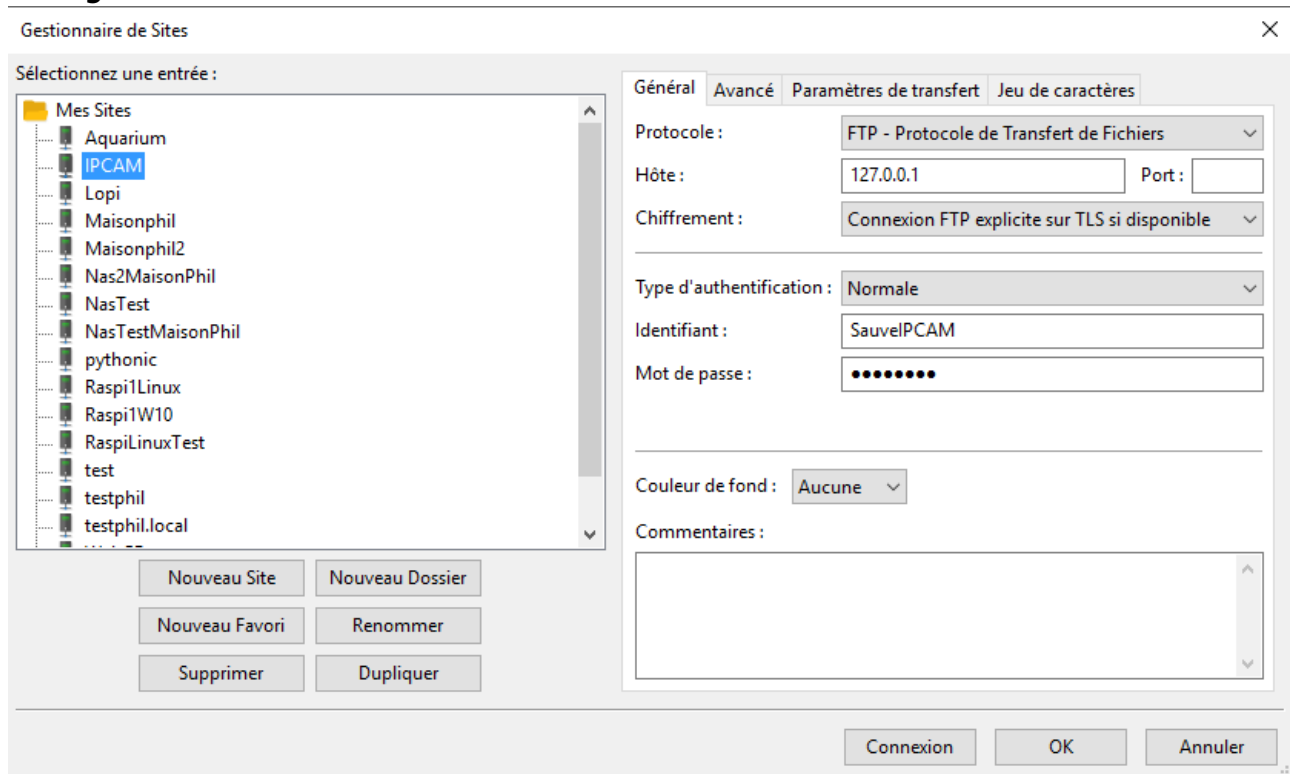 Gestionnaire de Sites
Sélectionnez une entrée :
Mes Sites
Aquarium
IPCAM
Lopi
Maisonphil
Maisonphil2
Nas2MaisonPhil
NasTest
NasTestMaisonPhil
pythonic
Raspi1Linux
Raspi1W10
RaspiLinuxTest
test
testphil
testphil.local
Nouveau Site Nouveau Dossier
Nouveau Favori Renommer
Supprimer Dupliquer
Général Avancé Paramètres de transfert Jeu de caractères
Protocole : FTP - Protocole de Transfert de Fichiers
Hôte : 127.0.0.1 Port :
Chiffrement : Connexion FTP explicite sur TLS si disponible
Type d'authentification : Normale
Identifiant : SauveIPCAM
Mot de passe : ●●●●●●●●
Couleur de fond : Aucune
Commentaires :
Connexion OK Annuler